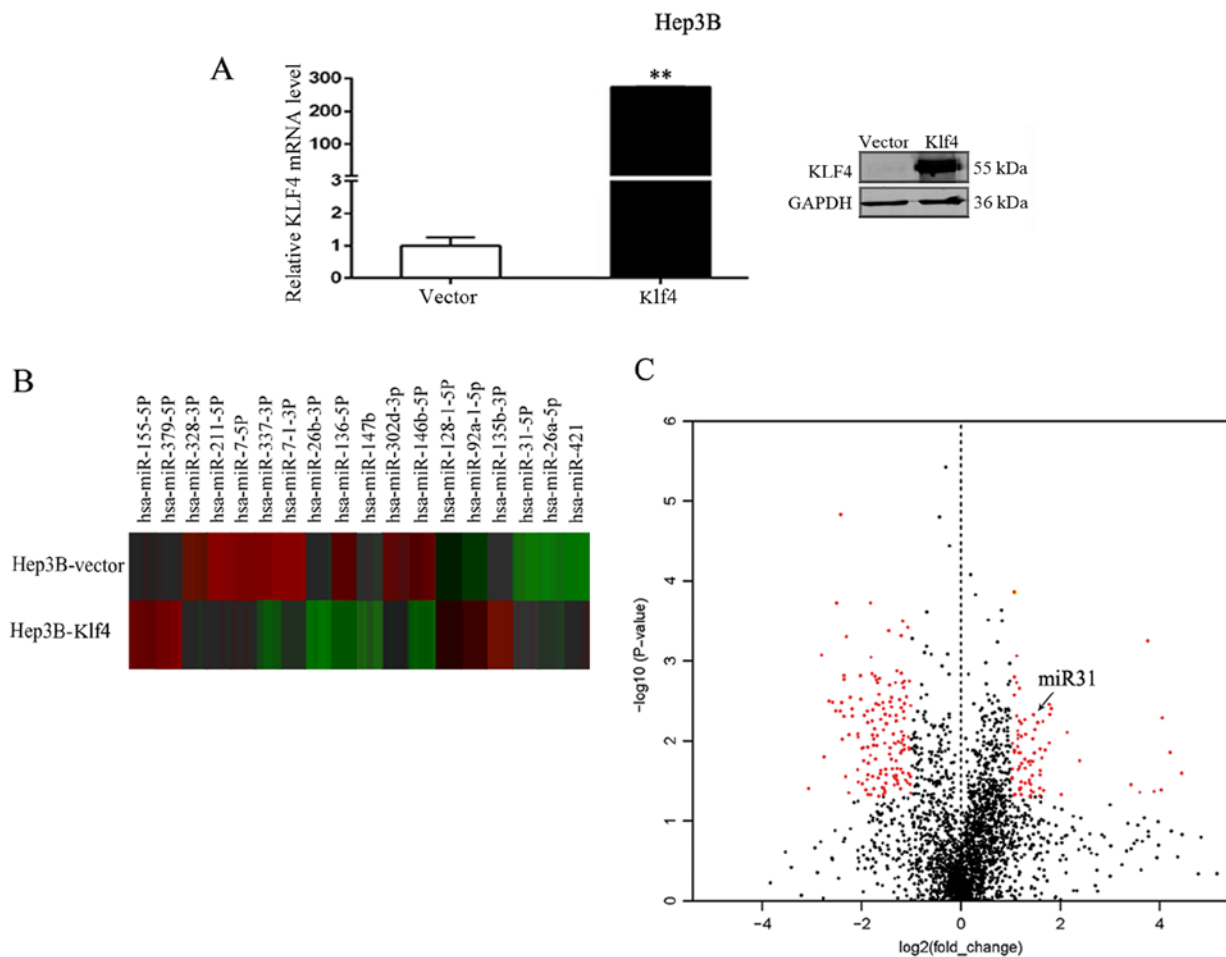 Hep3B
A
Relative KLF4 mRNA level
300
200
100
3
2
1
0
**
Vector
Klf4
Vector Klf4
KLF4 55 kDa
GAPDH 36 kDa
B
hsa-miR-155-5P
hsa-miR-379-5P
hsa-miR-328-3P
hsa-miR-211-5P
hsa-miR-7-5P
hsa-miR-337-3P
hsa-miR-7-1-3P
hsa-miR-26b-3P
hsa-miR-136-5P
hsa-miR-147b
hsa-miR-302d-3p
hsa-miR-146b-5P
hsa-miR-128-1-5P
hsa-miR-92a-1-5p
hsa-miR-135b-3P
hsa-miR-31-5P
hsa-miR-26a-5p
hsa-miR-421
Hep3B-vector
Hep3B-Klf4
C
−log10 (P-value)
6
5
4
3
2
1
0
miR31
−4 −2 0 2 4
log2(fold_change)